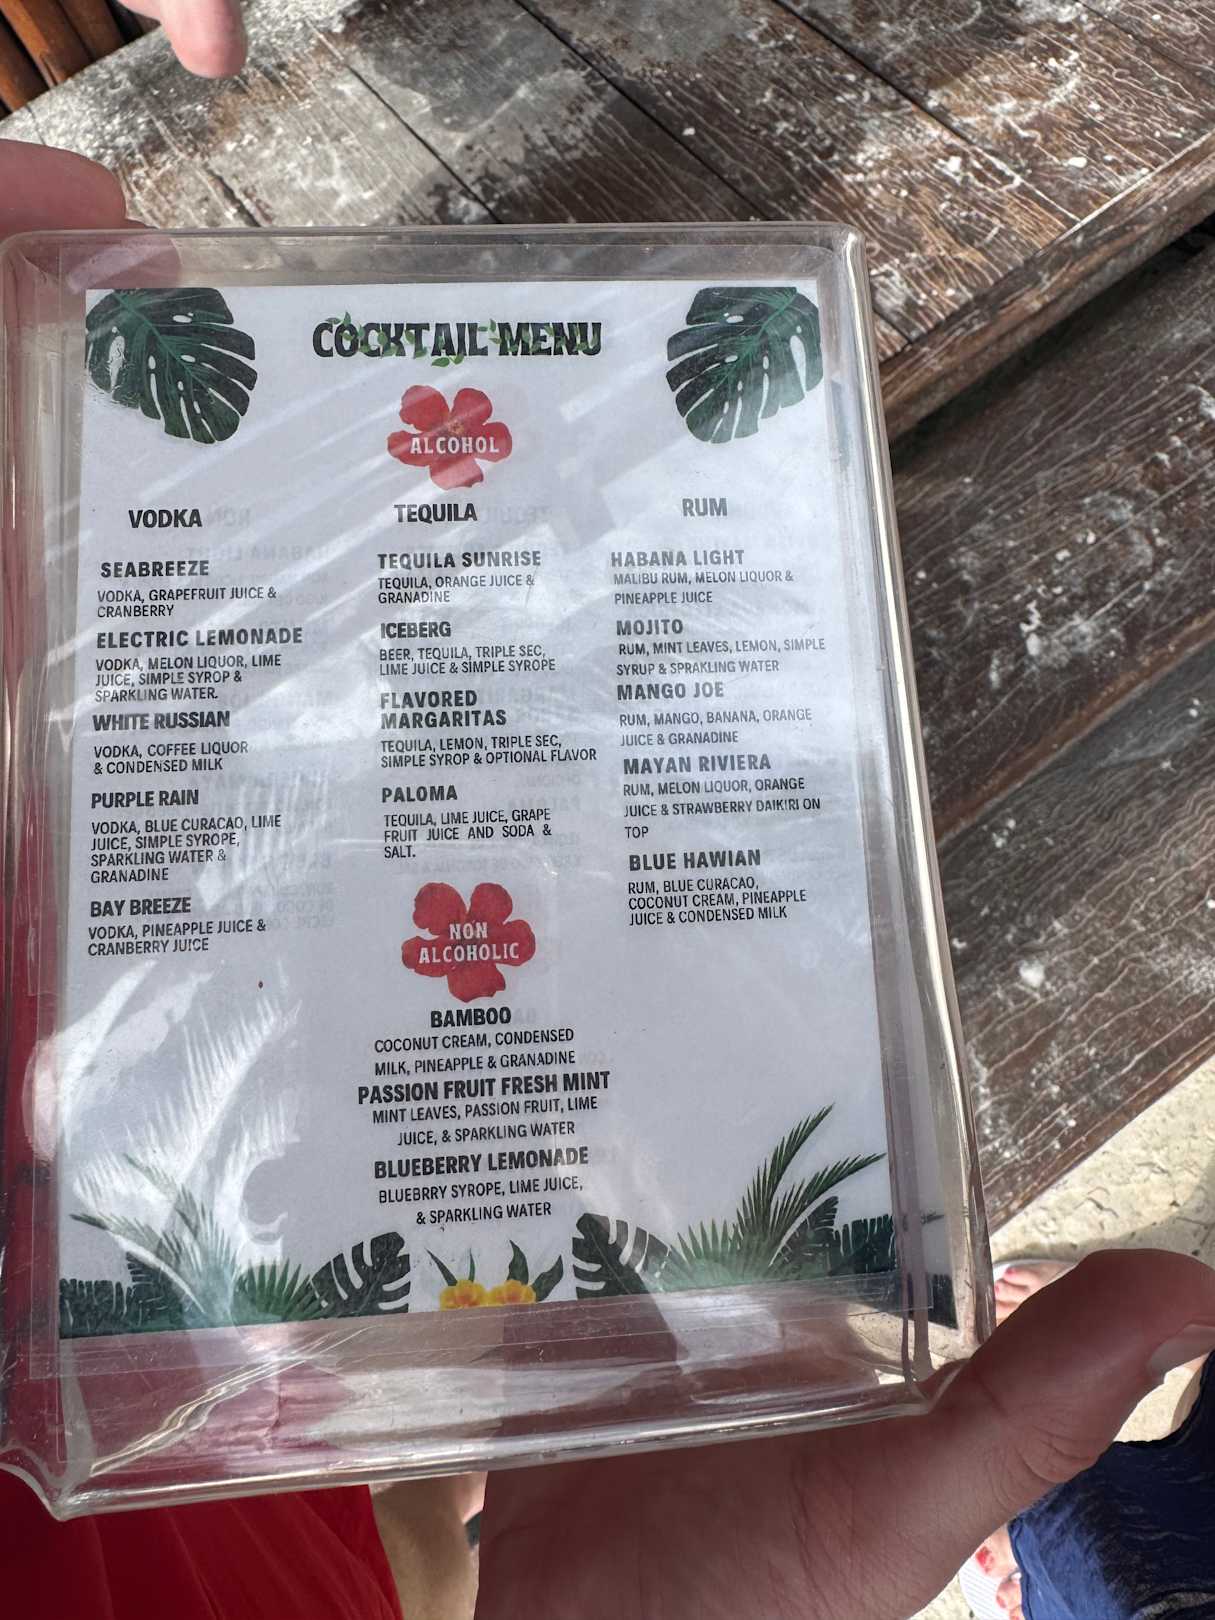 COCKTAIL MENU
ALCOHOL
VODKA
SEABREEZE
VODKA, GRAPEFRUIT JUICE &
CRANBERRY
ELECTRIC LEMONADE
VODKA, MELON LIQUOR, LIME
JUICE, SIMPLE SYROP &
SPARKLING WATER.
WHITE RUSSIAN
VODKA, COFFEE LIQUOR
& CONDENSED MILK
PURPLE RAIN
VODKA, BLUE CURACAO, LIME
JUICE, SIMPLE SYROPE,
SPARKLING WATER &
GRANADINE
BAY BREEZE
VODKA, PINEAPPLE JUICE &
CRANBERRY JUICE
TEQUILA
TEQUILA SUNRISE
TEQUILA, ORANGE JUICE &
GRANADINE
ICEBERG
BEER, TEQUILA, TRIPLE SEC,
LIME JUICE & SIMPLE SYROPE
FLAVORED
MARGARITAS
TEQUILA, LEMON, TRIPLE SEC,
SIMPLE SYROP & OPTIONAL FLAVOR
PALOMA
TEQUILA, LIME JUICE, GRAPE
FRUIT JUICE AND SODA &
SALT.
RUM
HABANA LIGHT
MALIBU RUM, MELON LIQUOR &
PINEAPPLE JUICE
MOJITO
RUM, MINT LEAVES, LEMON, SIMPLE
SYRUP & SPRAKLING WATER
MANGO JOE
RUM, MANGO, BANANA, ORANGE
JUICE & GRANADINE
MAYAN RIVIERA
RUM, MELON LIQUOR, ORANGE
JUICE & STRAWBERRY DAIKIRI ON
TOP
BLUE HAWIAN
RUM, BLUE CURACAO,
COCONUT CREAM, PINEAPPLE
JUICE & CONDENSED MILK
NON
ALCOHOLIC
BAMBOO
COCONUT CREAM, CONDENSED
MILK, PINEAPPLE & GRANADINE
PASSION FRUIT FRESH MINT
MINT LEAVES, PASSION FRUIT, LIME
JUICE, & SPARKLING WATER
BLUEBERRY LEMONADE
BLUEBRRY SYROPE, LIME JUICE,
& SPARKLING WATER